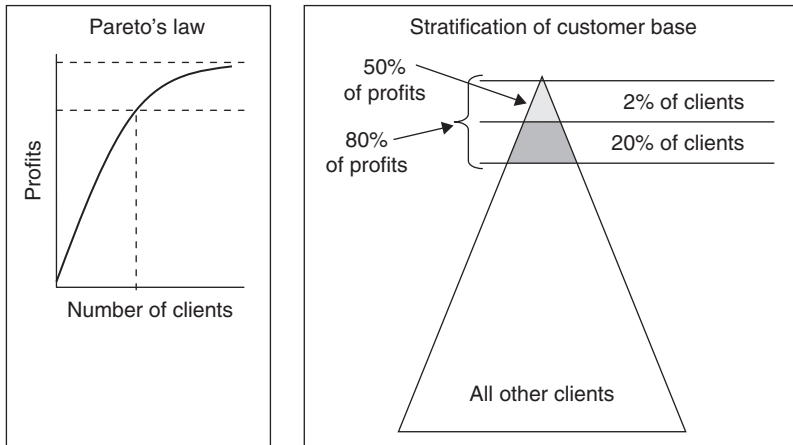 Pareto's law
Profits
Number of clients
Stratification of customer base
50%
of profits
80%
of profits
2% of clients
20% of clients
All other clients